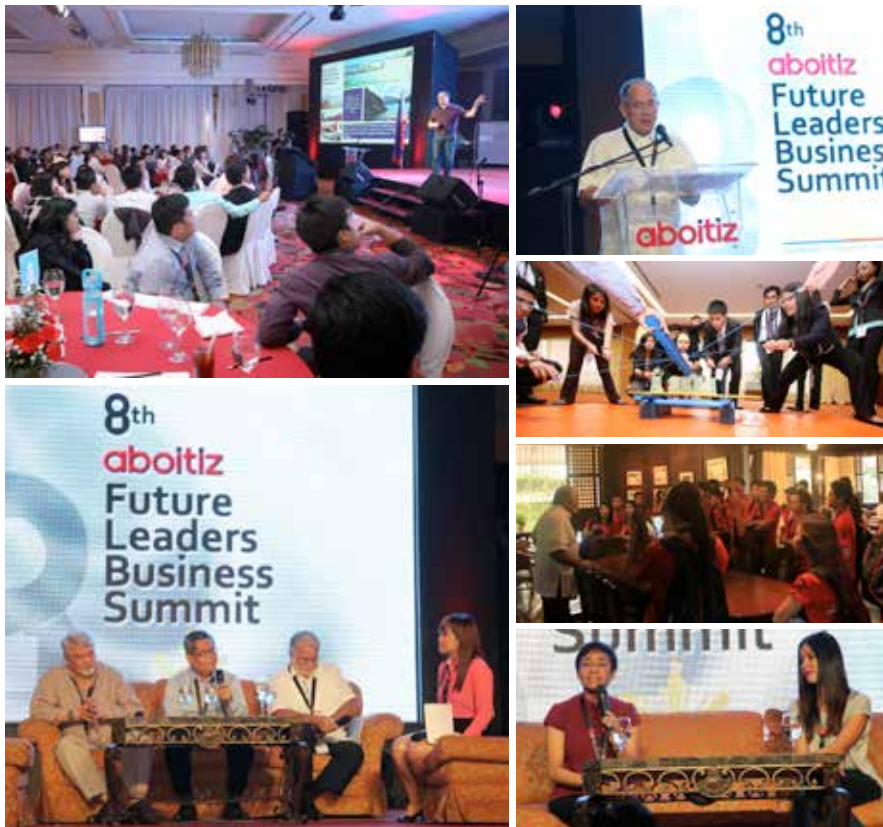 8th
aboitiz
Future
Leaders
Business
Summit
aboitiz
8th
aboitiz
Future
Leaders
Business
Summit
Summit